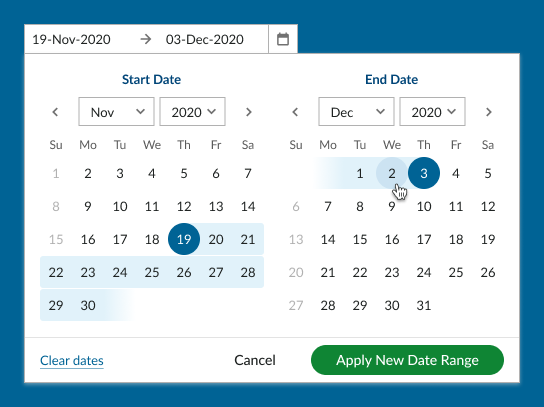 19-Nov-2020 → 03-Dec-2020
Start Date
Nov 2020
Su Mo Tu We Th Fr Sa
1 2 3 4 5 6 7
8 9 10 11 12 13 14
15 16 17 18 19 20 21
22 23 24 25 26 27 28
29 30
End Date
Dec 2020
Su Mo Tu We Th Fr Sa
1 2 3 4 5
6 7 8 9 10 11 12
13 14 15 16 17 18 19
20 21 22 23 24 25 26
27 28 29 30 31
Clear dates Cancel Apply New Date Range